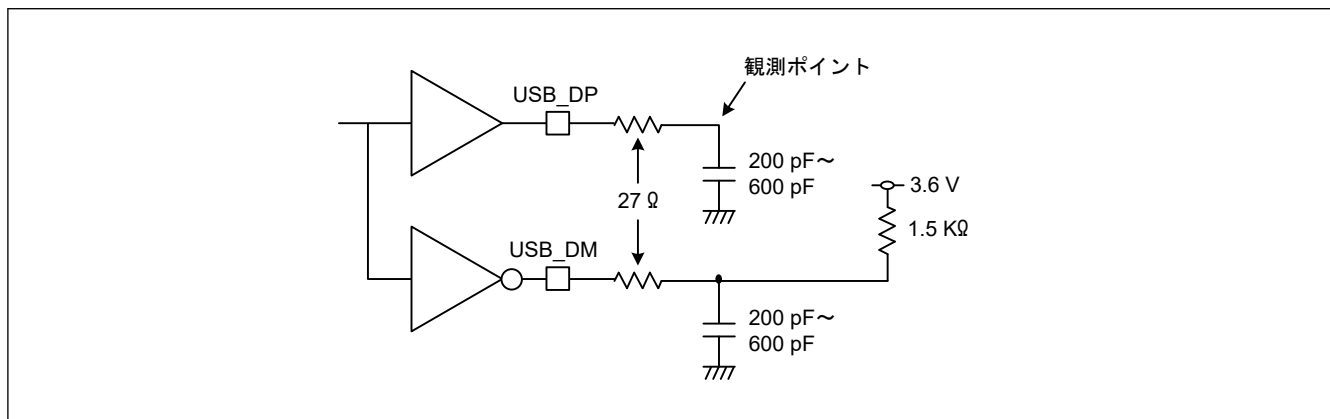 観測ポイント
USB_DP
200 pF～
600 pF
3.6 V
27 Ω
1.5 KΩ
USB_DM
200 pF～
600 pF